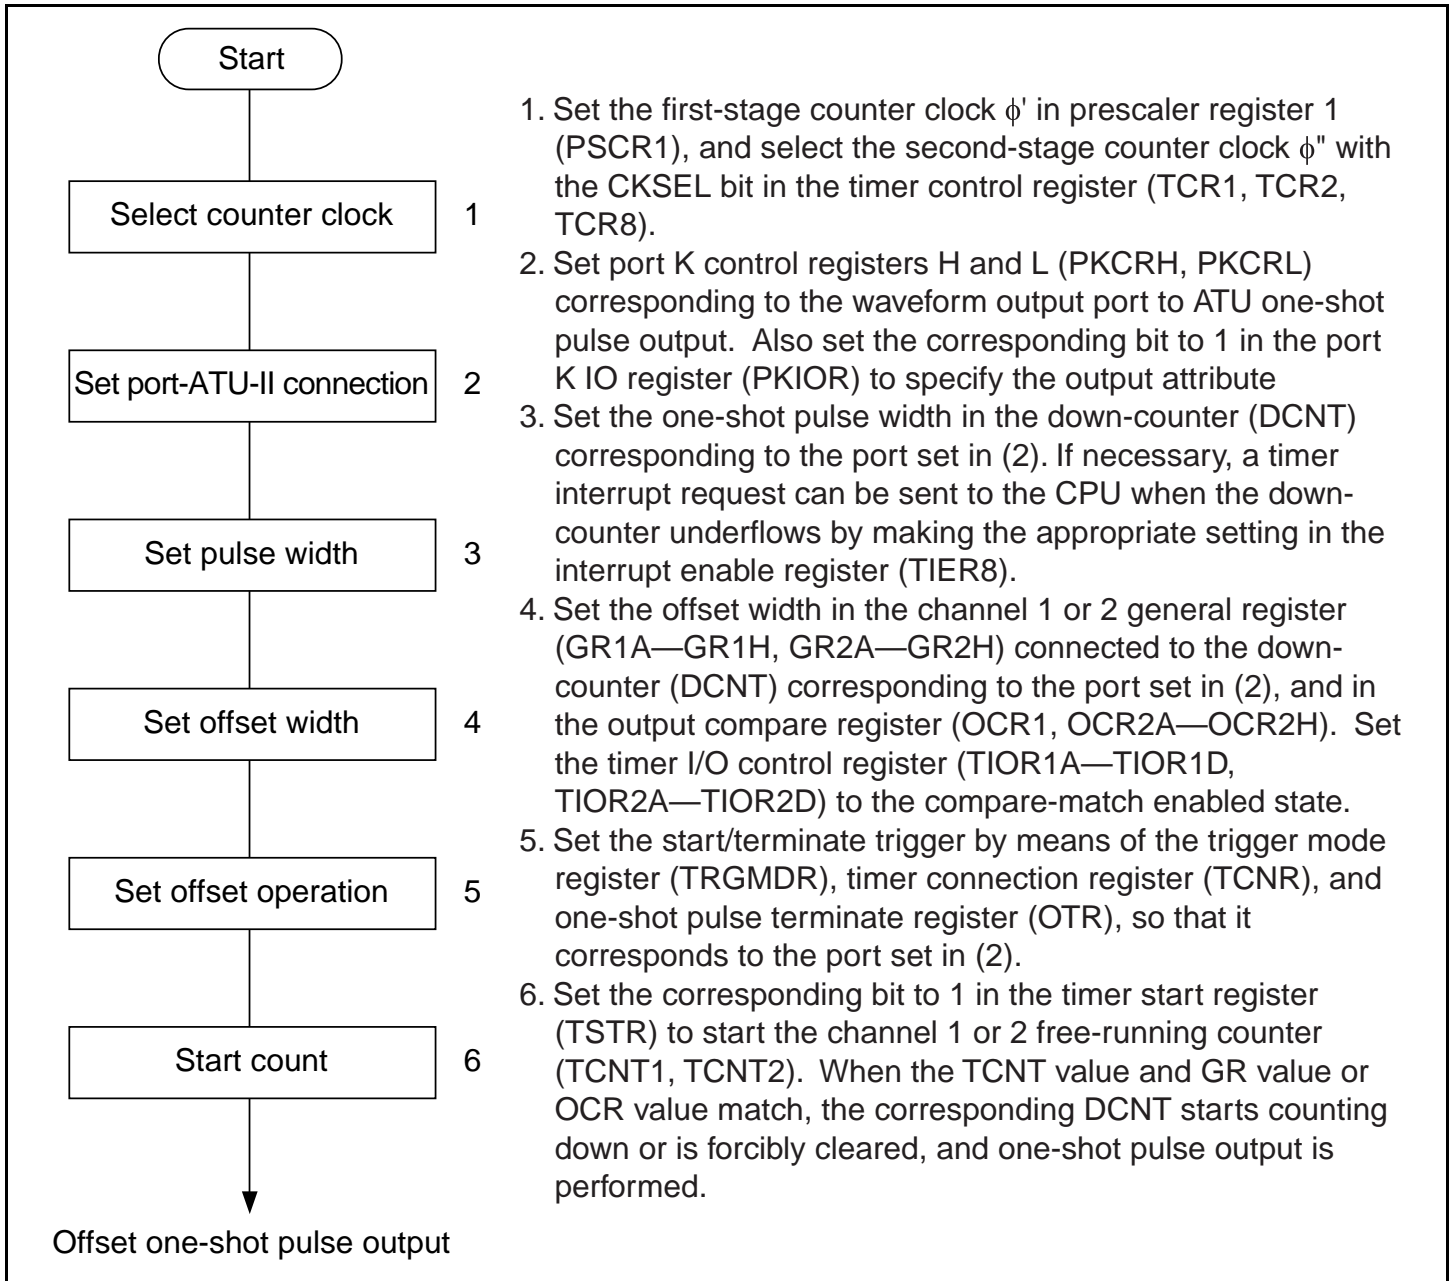 Start
Select counter clock 1
Set port-ATU-II connection 2
Set pulse width 3
Set offset width 4
Set offset operation 5
Start count 6
Offset one-shot pulse output
1. Set the first-stage counter clock ϕ' in prescaler register 1
(PSCR1), and select the second-stage counter clock ϕ" with
the CKSEL bit in the timer control register (TCR1, TCR2,
TCR8).
2. Set port K control registers H and L (PKCRH, PKCRL)
corresponding to the waveform output port to ATU one-shot
pulse output.  Also set the corresponding bit to 1 in the port
K IO register (PKIOR) to specify the output attribute
3. Set the one-shot pulse width in the down-counter (DCNT)
corresponding to the port set in (2). If necessary, a timer
interrupt request can be sent to the CPU when the down-
counter underflows by making the appropriate setting in the
interrupt enable register (TIER8).
4. Set the offset width in the channel 1 or 2 general register
(GR1A—GR1H, GR2A—GR2H) connected to the down-
counter (DCNT) corresponding to the port set in (2), and in
the output compare register (OCR1, OCR2A—OCR2H).  Set
the timer I/O control register (TIOR1A—TIOR1D,
TIOR2A—TIOR2D) to the compare-match enabled state.
5. Set the start/terminate trigger by means of the trigger mode
register (TRGMDR), timer connection register (TCNR), and
one-shot pulse terminate register (OTR), so that it
corresponds to the port set in (2).
6. Set the corresponding bit to 1 in the timer start register
(TSTR) to start the channel 1 or 2 free-running counter
(TCNT1, TCNT2).  When the TCNT value and GR value or
OCR value match, the corresponding DCNT starts counting
down or is forcibly cleared, and one-shot pulse output is
performed.